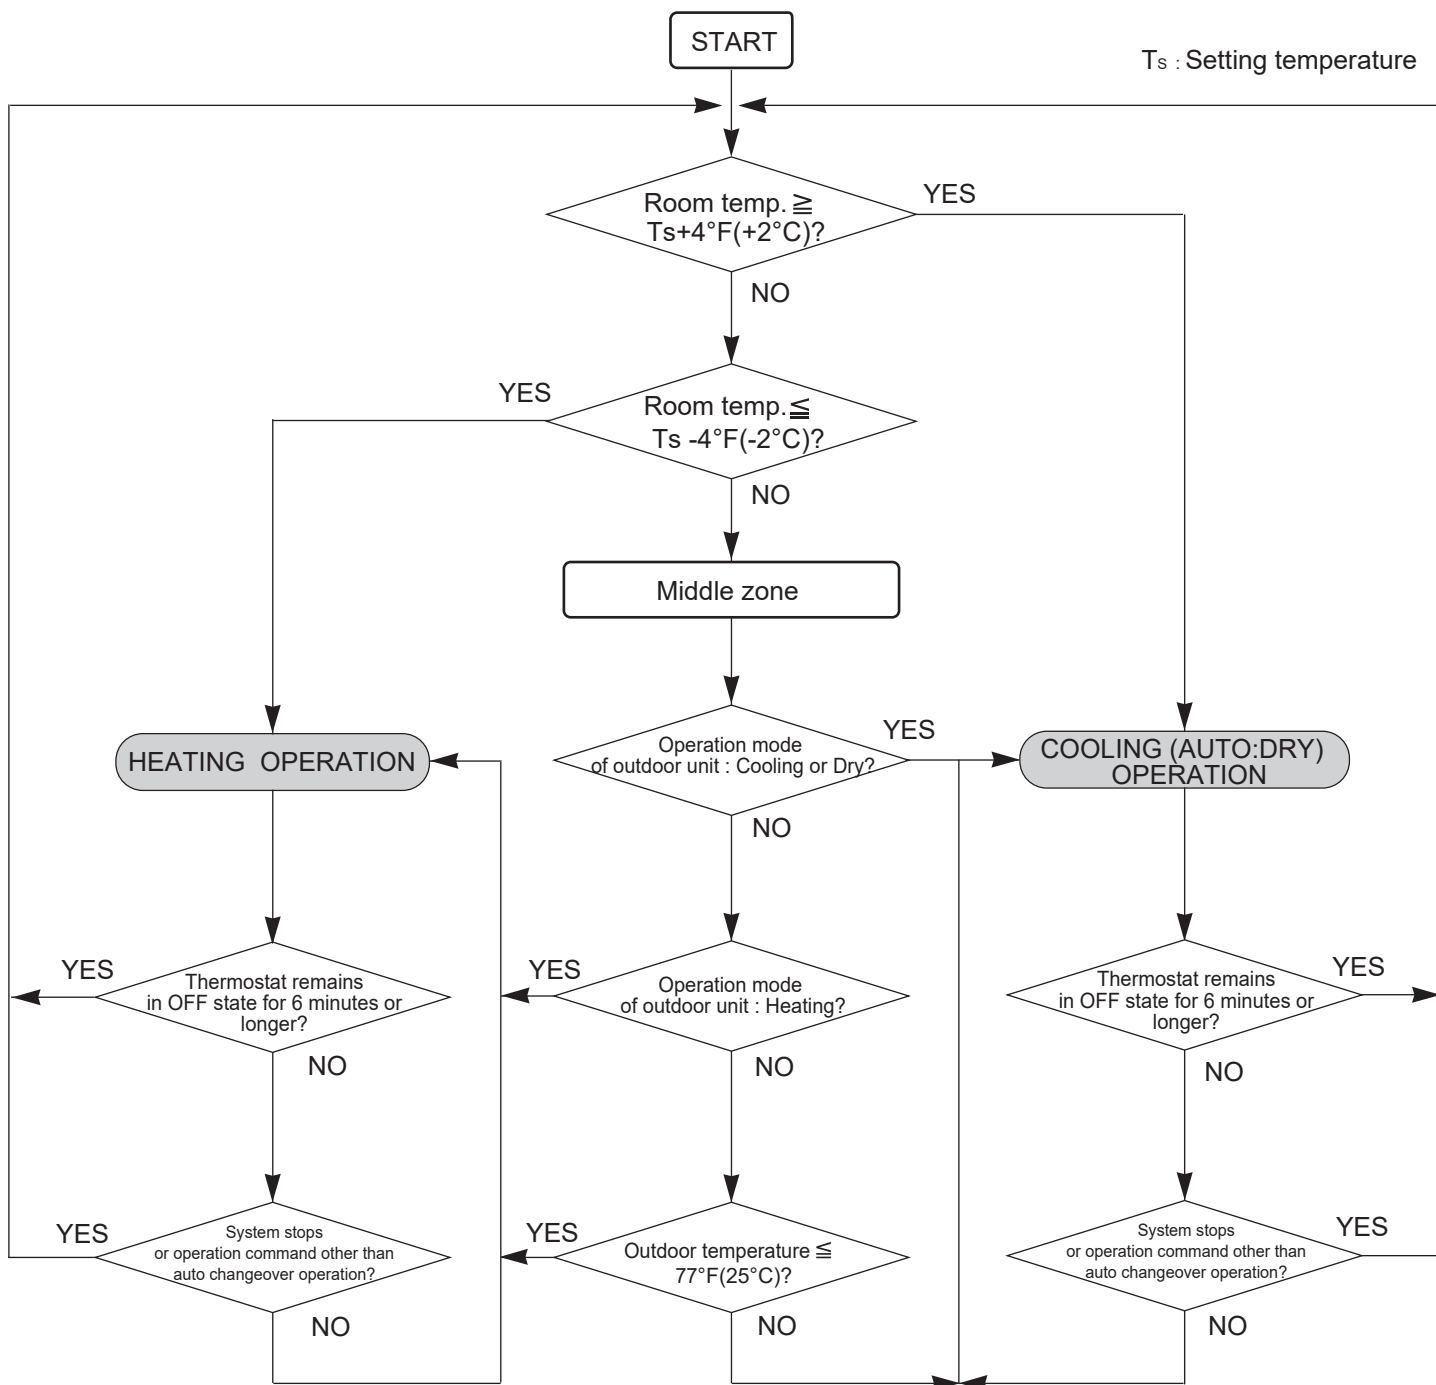 START
Ts : Setting temperature
Room temp. ≧
Ts+4°F(+2°C)?
YES
NO
YES
Room temp.≦
Ts -4°F(-2°C)?
NO
Middle zone
HEATING OPERATION
Operation mode
of outdoor unit : Cooling or Dry?
YES
NO
COOLING (AUTO:DRY)
OPERATION
YES
Thermostat remains
in OFF state for 6 minutes or
longer?
NO
YES
Operation mode
of outdoor unit : Heating?
NO
Thermostat remains
in OFF state for 6 minutes or
longer?
YES
NO
YES
System stops
or operation command other than
auto changeover operation?
NO
YES
Outdoor temperature ≦
77°F(25°C)?
NO
System stops
or operation command other than
auto changeover operation?
YES
NO